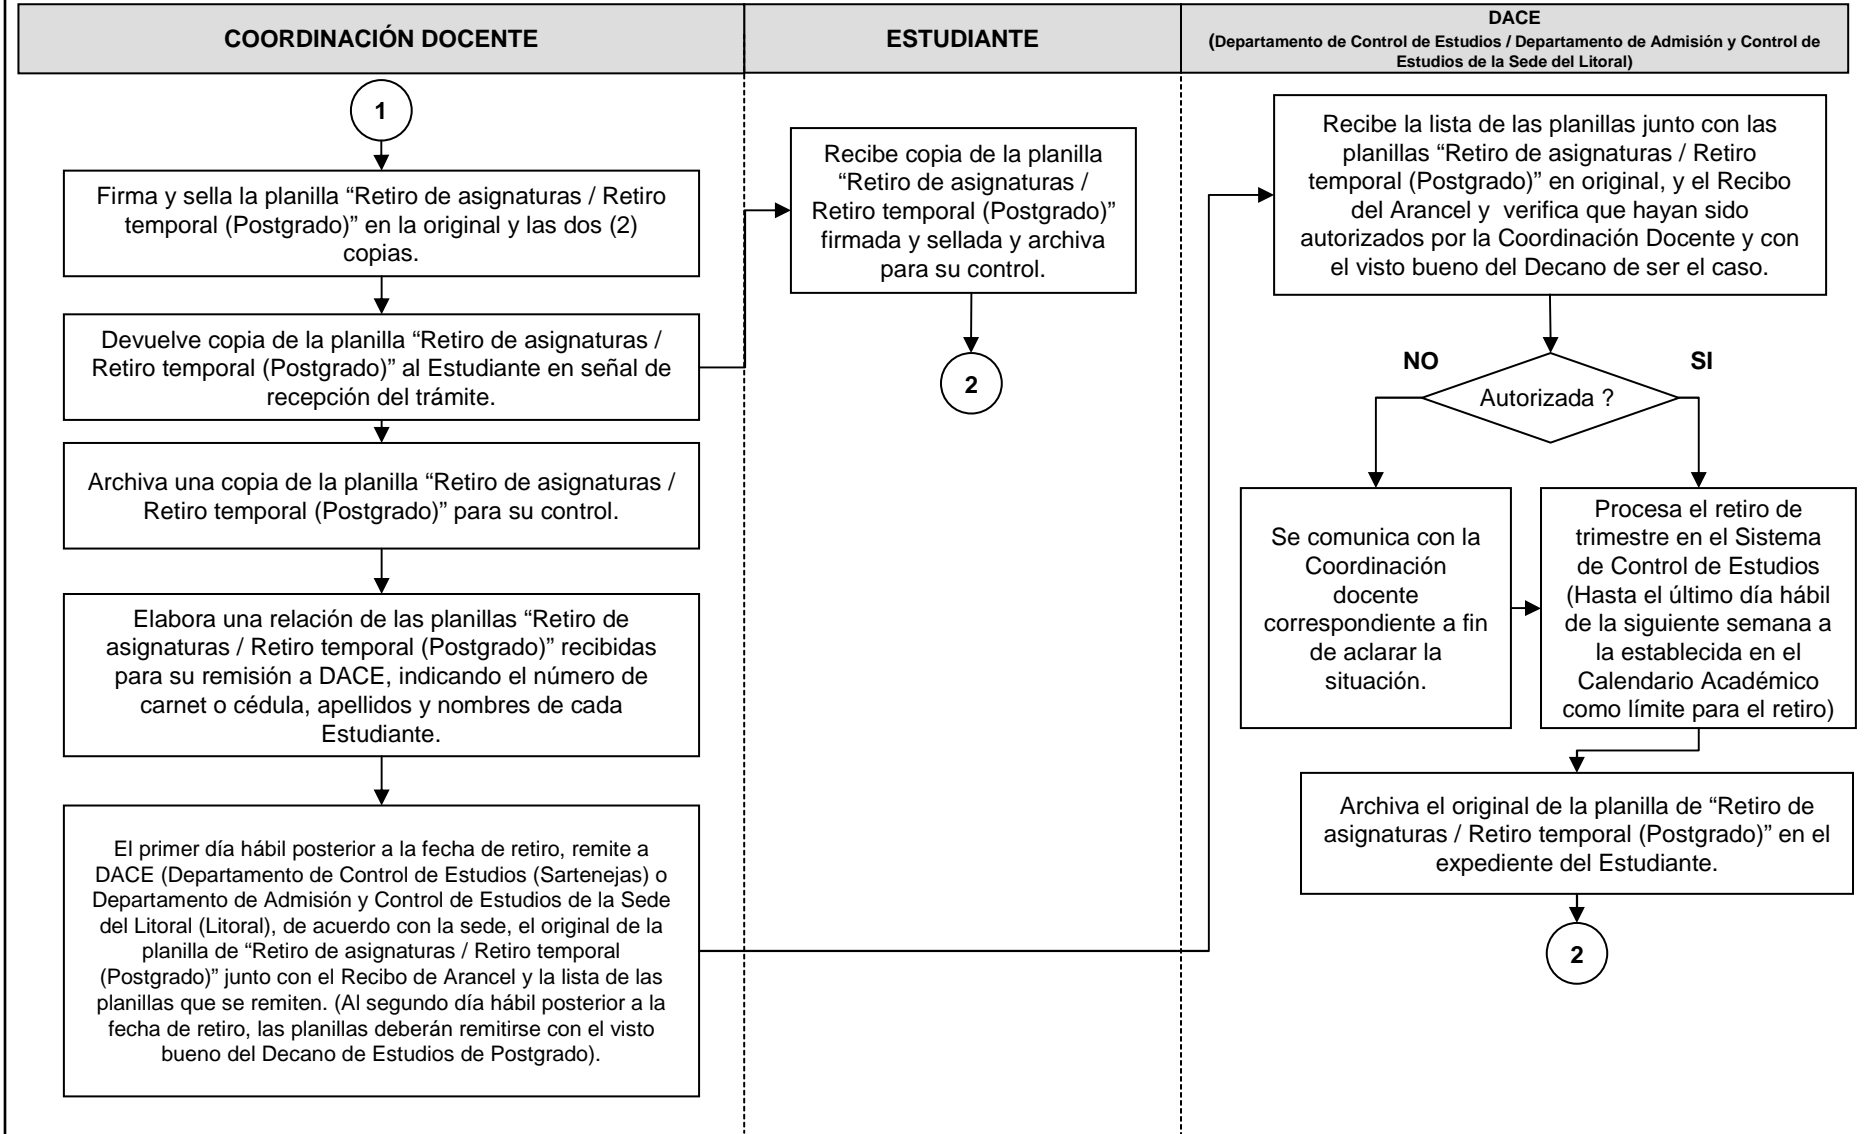 COORDINACIÓN DOCENTE
ESTUDIANTE
DACE
(Departamento de Control de Estudios / Departamento de Admisión y Control de
Estudios de la Sede del Litoral)
1
Firma y sella la planilla “Retiro de asignaturas / Retiro
temporal (Postgrado)” en la original y las dos (2)
copias.
Devuelve copia de la planilla “Retiro de asignaturas /
Retiro temporal (Postgrado)” al Estudiante en señal de
recepción del trámite.
Archiva una copia de la planilla “Retiro de asignaturas /
Retiro temporal (Postgrado)” para su control.
Elabora una relación de las planillas “Retiro de
asignaturas / Retiro temporal (Postgrado)” recibidas
para su remisión a DACE, indicando el número de
carnet o cédula, apellidos y nombres de cada
Estudiante.
El primer día hábil posterior a la fecha de retiro, remite a
DACE (Departamento de Control de Estudios (Sartenejas) o
Departamento de Admisión y Control de Estudios de la Sede
del Litoral (Litoral), de acuerdo con la sede, el original de la
planilla de “Retiro de asignaturas / Retiro temporal
(Postgrado)” junto con el Recibo de Arancel y la lista de las
planillas que se remiten. (Al segundo día hábil posterior a la
fecha de retiro, las planillas deberán remitirse con el visto
bueno del Decano de Estudios de Postgrado).
Recibe copia de la planilla
“Retiro de asignaturas /
Retiro temporal (Postgrado)”
firmada y sellada y archiva
para su control.
2
Recibe la lista de las planillas junto con las
planillas “Retiro de asignaturas / Retiro
temporal (Postgrado)” en original, y el Recibo
del Arancel y verifica que hayan sido
autorizados por la Coordinación Docente y con
el visto bueno del Decano de ser el caso.
NO
SI
Autorizada ?
Se comunica con la
Coordinación
docente
correspondiente a fin
de aclarar la
situación.
Procesa el retiro de
trimestre en el Sistema
de Control de Estudios
(Hasta el último día hábil
de la siguiente semana a
la establecida en el
Calendario Académico
como límite para el retiro)
Archiva el original de la planilla de “Retiro de
asignaturas / Retiro temporal (Postgrado)” en el
expediente del Estudiante.
2